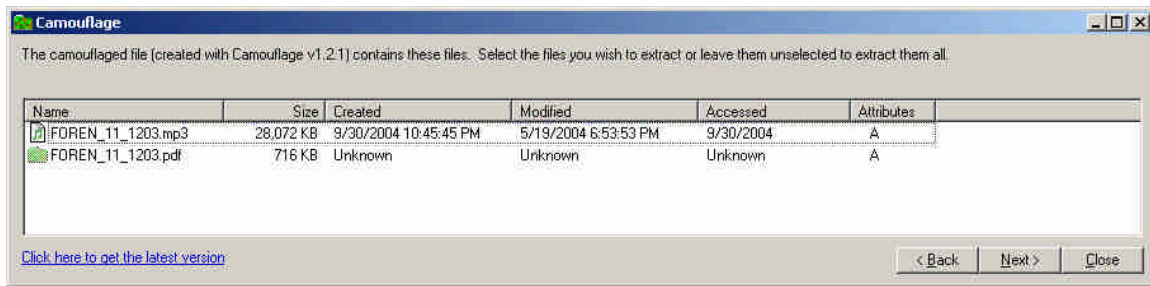 Camouflage
The camouflaged file (created with Camouflage v1.2.1) contains these files. Select the files you wish to extract or leave them unselected to extract them all.
Name Size Created Modified Accessed Attributes
FOREN_11_1203.mp3 28,072 KB 9/30/2004 10:45:45 PM 5/19/2004 6:53:53 PM 9/30/2004 A
FOREN_11_1203.pdf 716 KB Unknown Unknown Unknown A
Click here to get the latest version < Back Next > Close